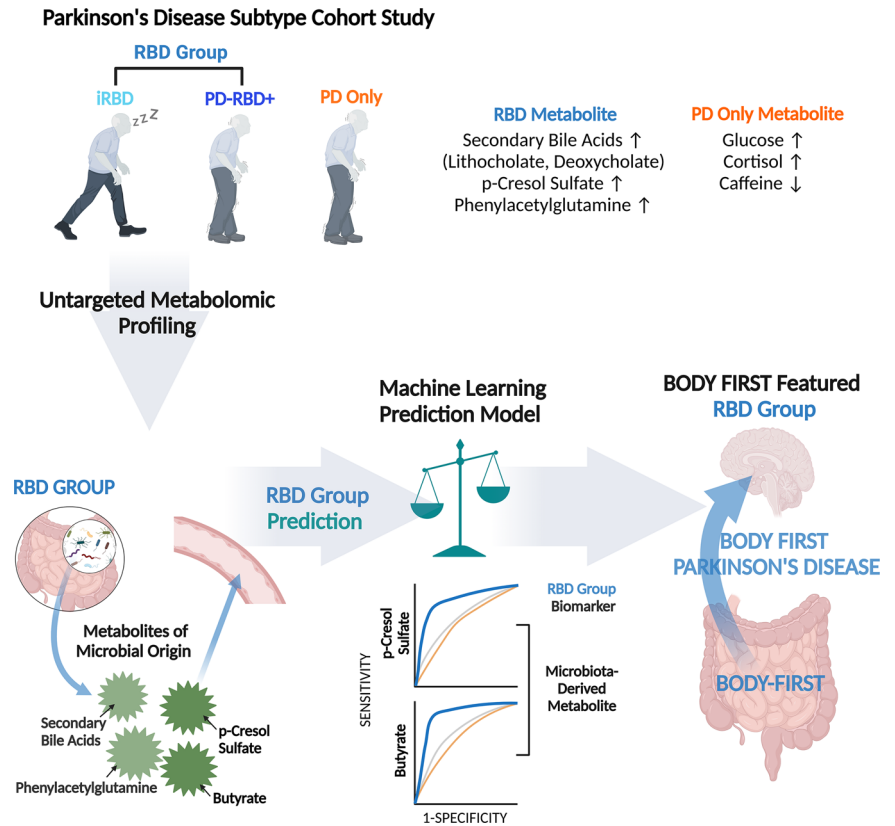 Parkinson's Disease Subtype Cohort Study
RBD Group
iRBD
PD-RBD+
PD Only
zzz
RBD Metabolite
Secondary Bile Acids ↑
(Lithocholate, Deoxycholate)
p-Cresol Sulfate ↑
Phenylacetylglutamine ↑
PD Only Metabolite
Glucose ↑
Cortisol ↑
Caffeine ↓
Untargeted Metabolomic
Profiling
RBD GROUP
Metabolites of
Microbial Origin
Secondary
Bile Acids
p-Cresol
Sulfate
Phenylacetylglutamine
Butyrate
RBD Group
Prediction
Machine Learning
Prediction Model
SENSITIVITY
p-Cresol
Sulfate
Butyrate
1-SPECIFICITY
RBD Group
Biomarker
Microbiota-
Derived
Metabolite
BODY FIRST Featured
RBD Group
BODY FIRST
PARKINSON'S DISEASE
BODY-FIRST